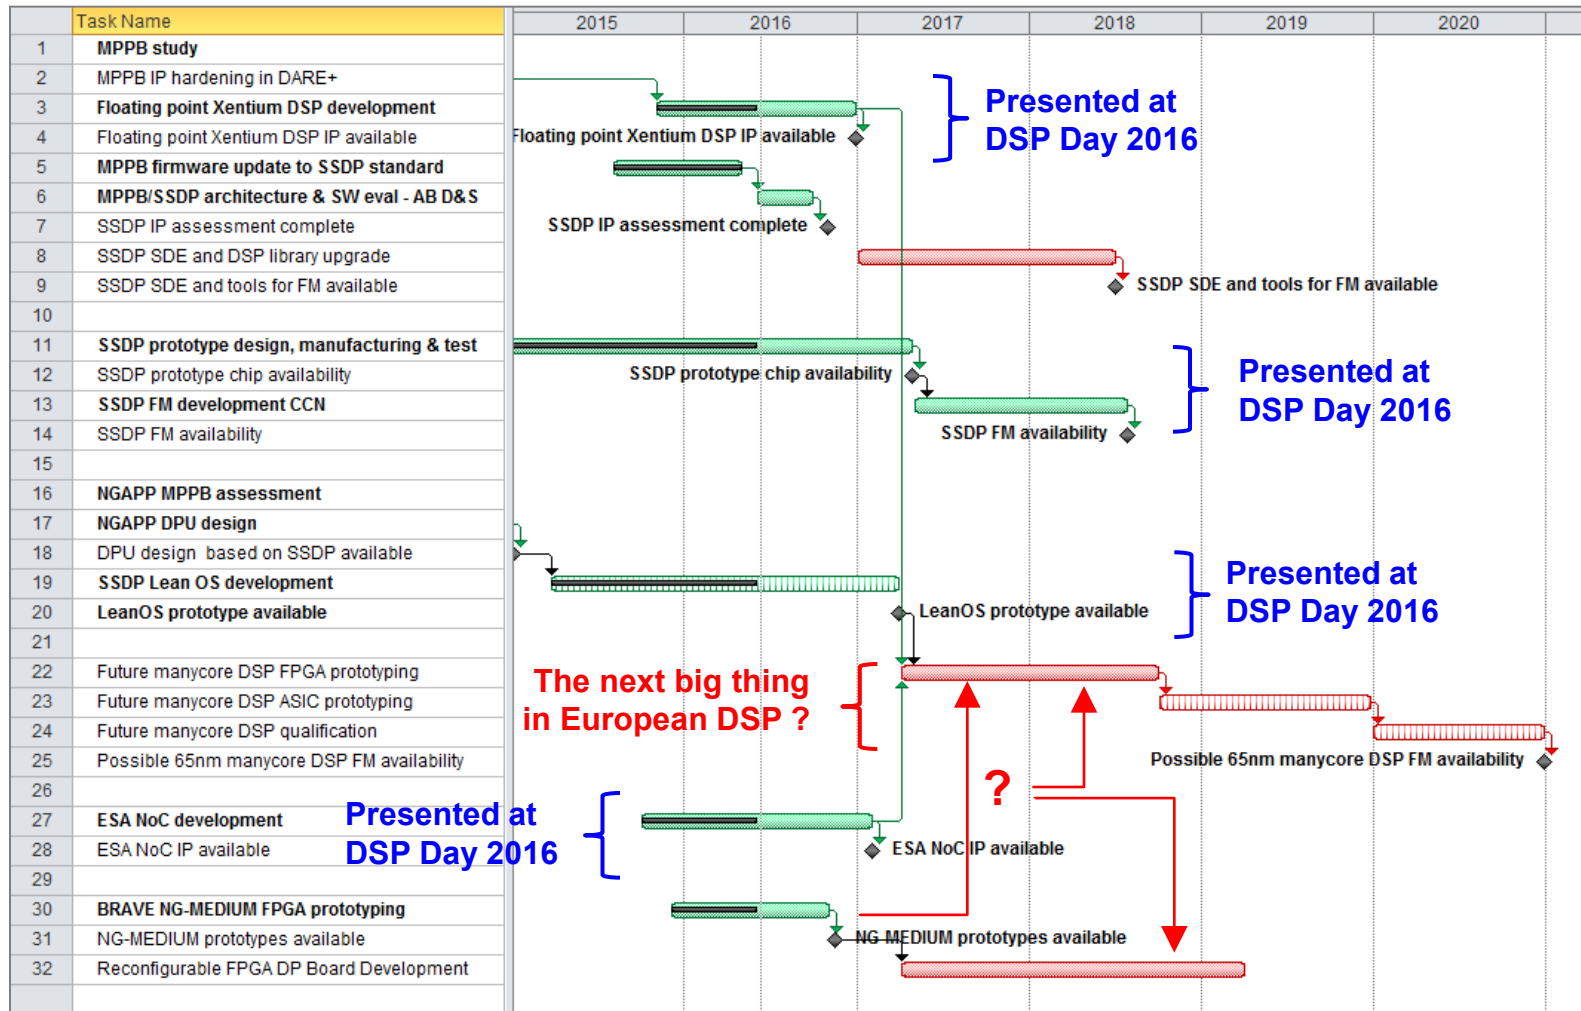 Task Name
2015 2016 2017 2018 2019 2020
1 MPPB study
2 MPPB IP hardening in DARE+
3 Floating point Xentium DSP development
4 Floating point Xentium DSP IP available
5 MPPB firmware update to SSDP standard
6 MPPB/SSDP architecture & SW eval - AB D&S
7 SSDP IP assessment complete
8 SSDP SDE and DSP library upgrade
9 SSDP SDE and tools for FM available
10
11 SSDP prototype design, manufacturing & test
12 SSDP prototype chip availability
13 SSDP FM development CCN
14 SSDP FM availability
15
16 NGAPP MPPB assessment
17 NGAPP DPU design
18 DPU design based on SSDP available
19 SSDP Lean OS development
20 LeanOS prototype available
21
22 Future manycore DSP FPGA prototyping
23 Future manycore DSP ASIC prototyping
24 Future manycore DSP qualification
25 Possible 65nm manycore DSP FM availability
26
27 ESA NoC development
28 ESA NoC IP available
29
30 BRAVE NG-MEDIUM FPGA prototyping
31 NG-MEDIUM prototypes available
32 Reconfigurable FPGA DP Board Development
Presented at
DSP Day 2016
Floating point Xentium DSP IP available
SSDP IP assessment complete
SSDP SDE and tools for FM available
SSDP prototype chip availability
Presented at
DSP Day 2016
SSDP FM availability
Presented at
DSP Day 2016
LeanOS prototype available
The next big thing
in European DSP ?
Possible 65nm manycore DSP FM availability
?
Presented at
DSP Day 2016
ESA NoC IP available
NG-MEDIUM prototypes available